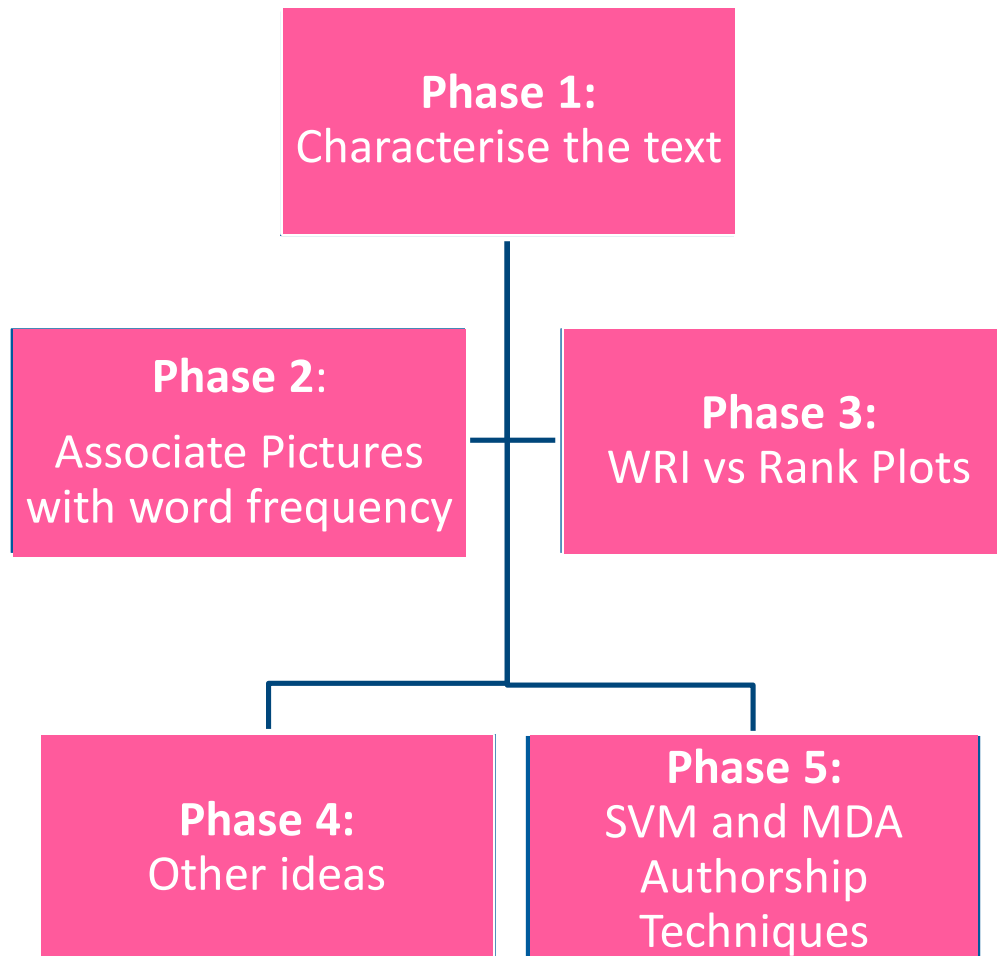 Phase 1:
Characterise the text
Phase 2:
Associate Pictures
with word frequency
Phase 3:
WRI vs Rank Plots
Phase 4:
Other ideas
Phase 5:
SVM and MDA
Authorship
Techniques